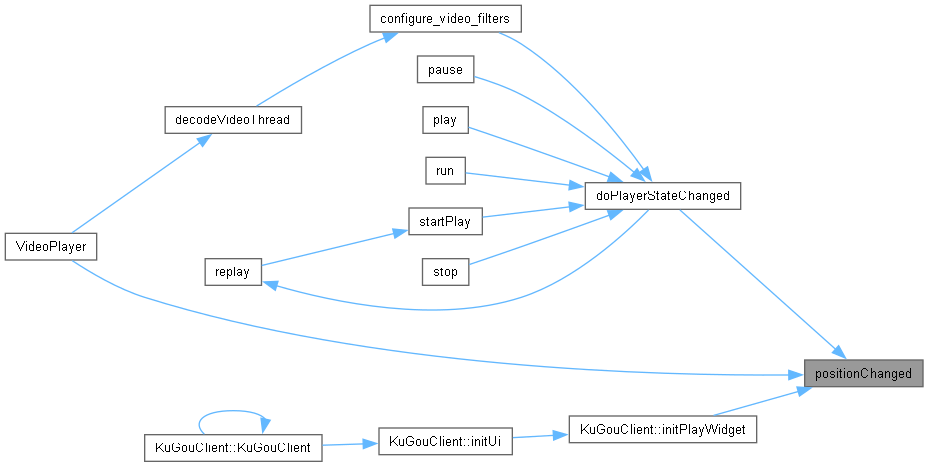 configure_video_filters
pause
decodeVideoThread
play
run
doPlayerStateChanged
startPlay
VideoPlayer
replay
stop
positionChanged
KuGouClient::initPlayWidget
KuGouClient::initUi
KuGouClient::KuGouClient